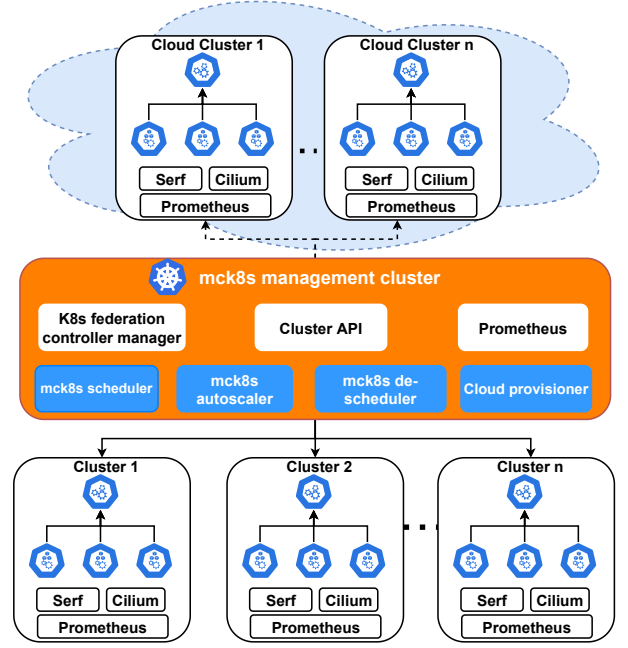 Cloud Cluster 1
Cloud Cluster n
Serf
Cilium
Prometheus
...
Serf
Cilium
Prometheus
mck8s management cluster
K8s federation
controller manager
Cluster API
Prometheus
mck8s scheduler
mck8s
autoscaler
mck8s de-
scheduler
Cloud provisioner
Cluster 1
Cluster 2
Cluster n
Serf
Cilium
Prometheus
Serf
Cilium
Prometheus
...
Serf
Cilium
Prometheus